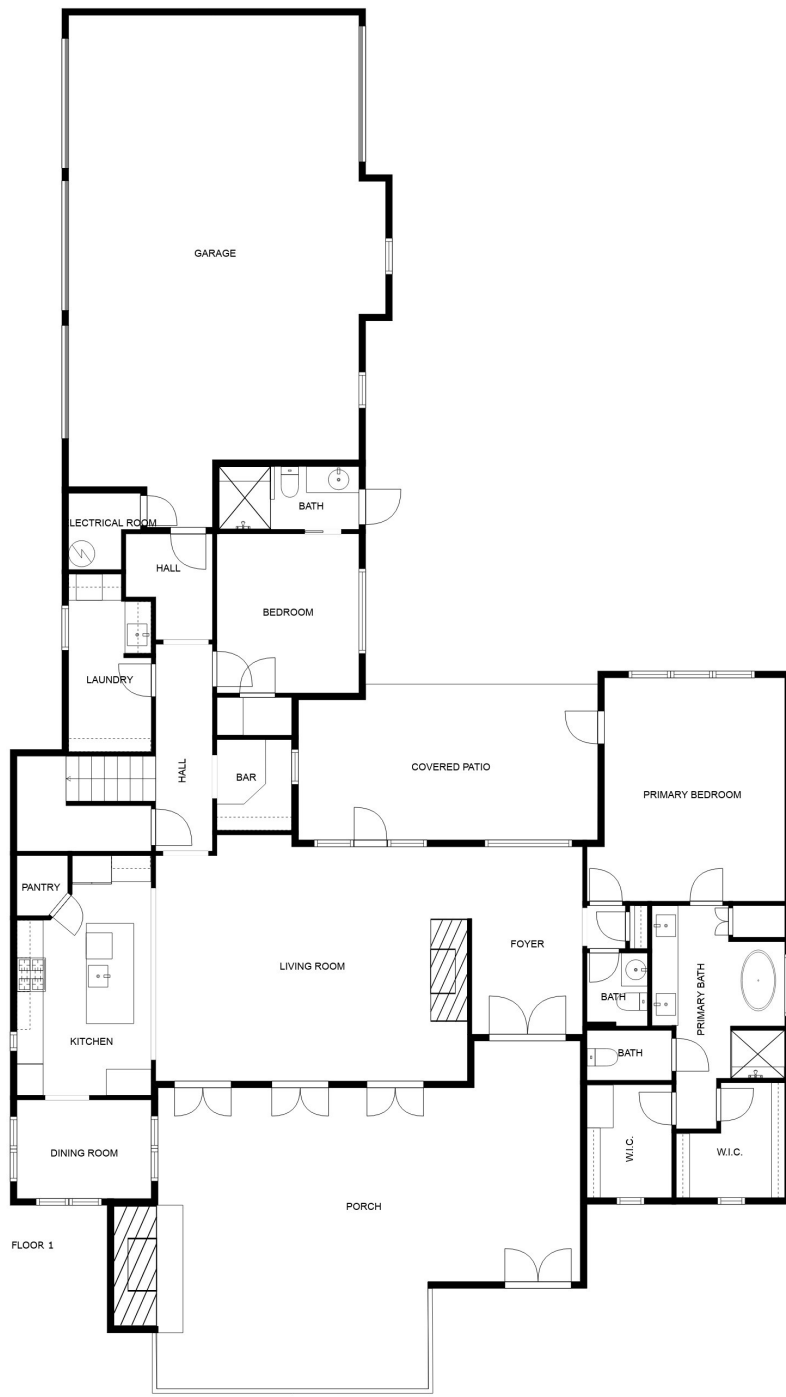 GARAGE
BATH
LECTRICAL ROOM
HALL
BEDROOM
LAUNDRY
HALL
BAR
COVERED PATIO
PRIMARY BEDROOM
PANTRY
LIVING ROOM
FOYER
PRIMARY BATH
BATH
KITCHEN
BATH
DINING ROOM
W.I.C.
W.I.C.
PORCH
FLOOR 1